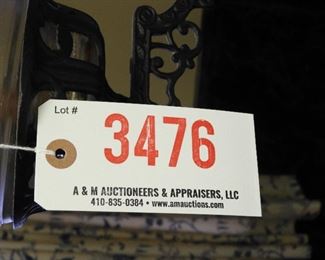 Lot #
3476
A & M AUCTIONEERS & APPRAISERS, LLC
410-835-0384 • www.amauctions.com